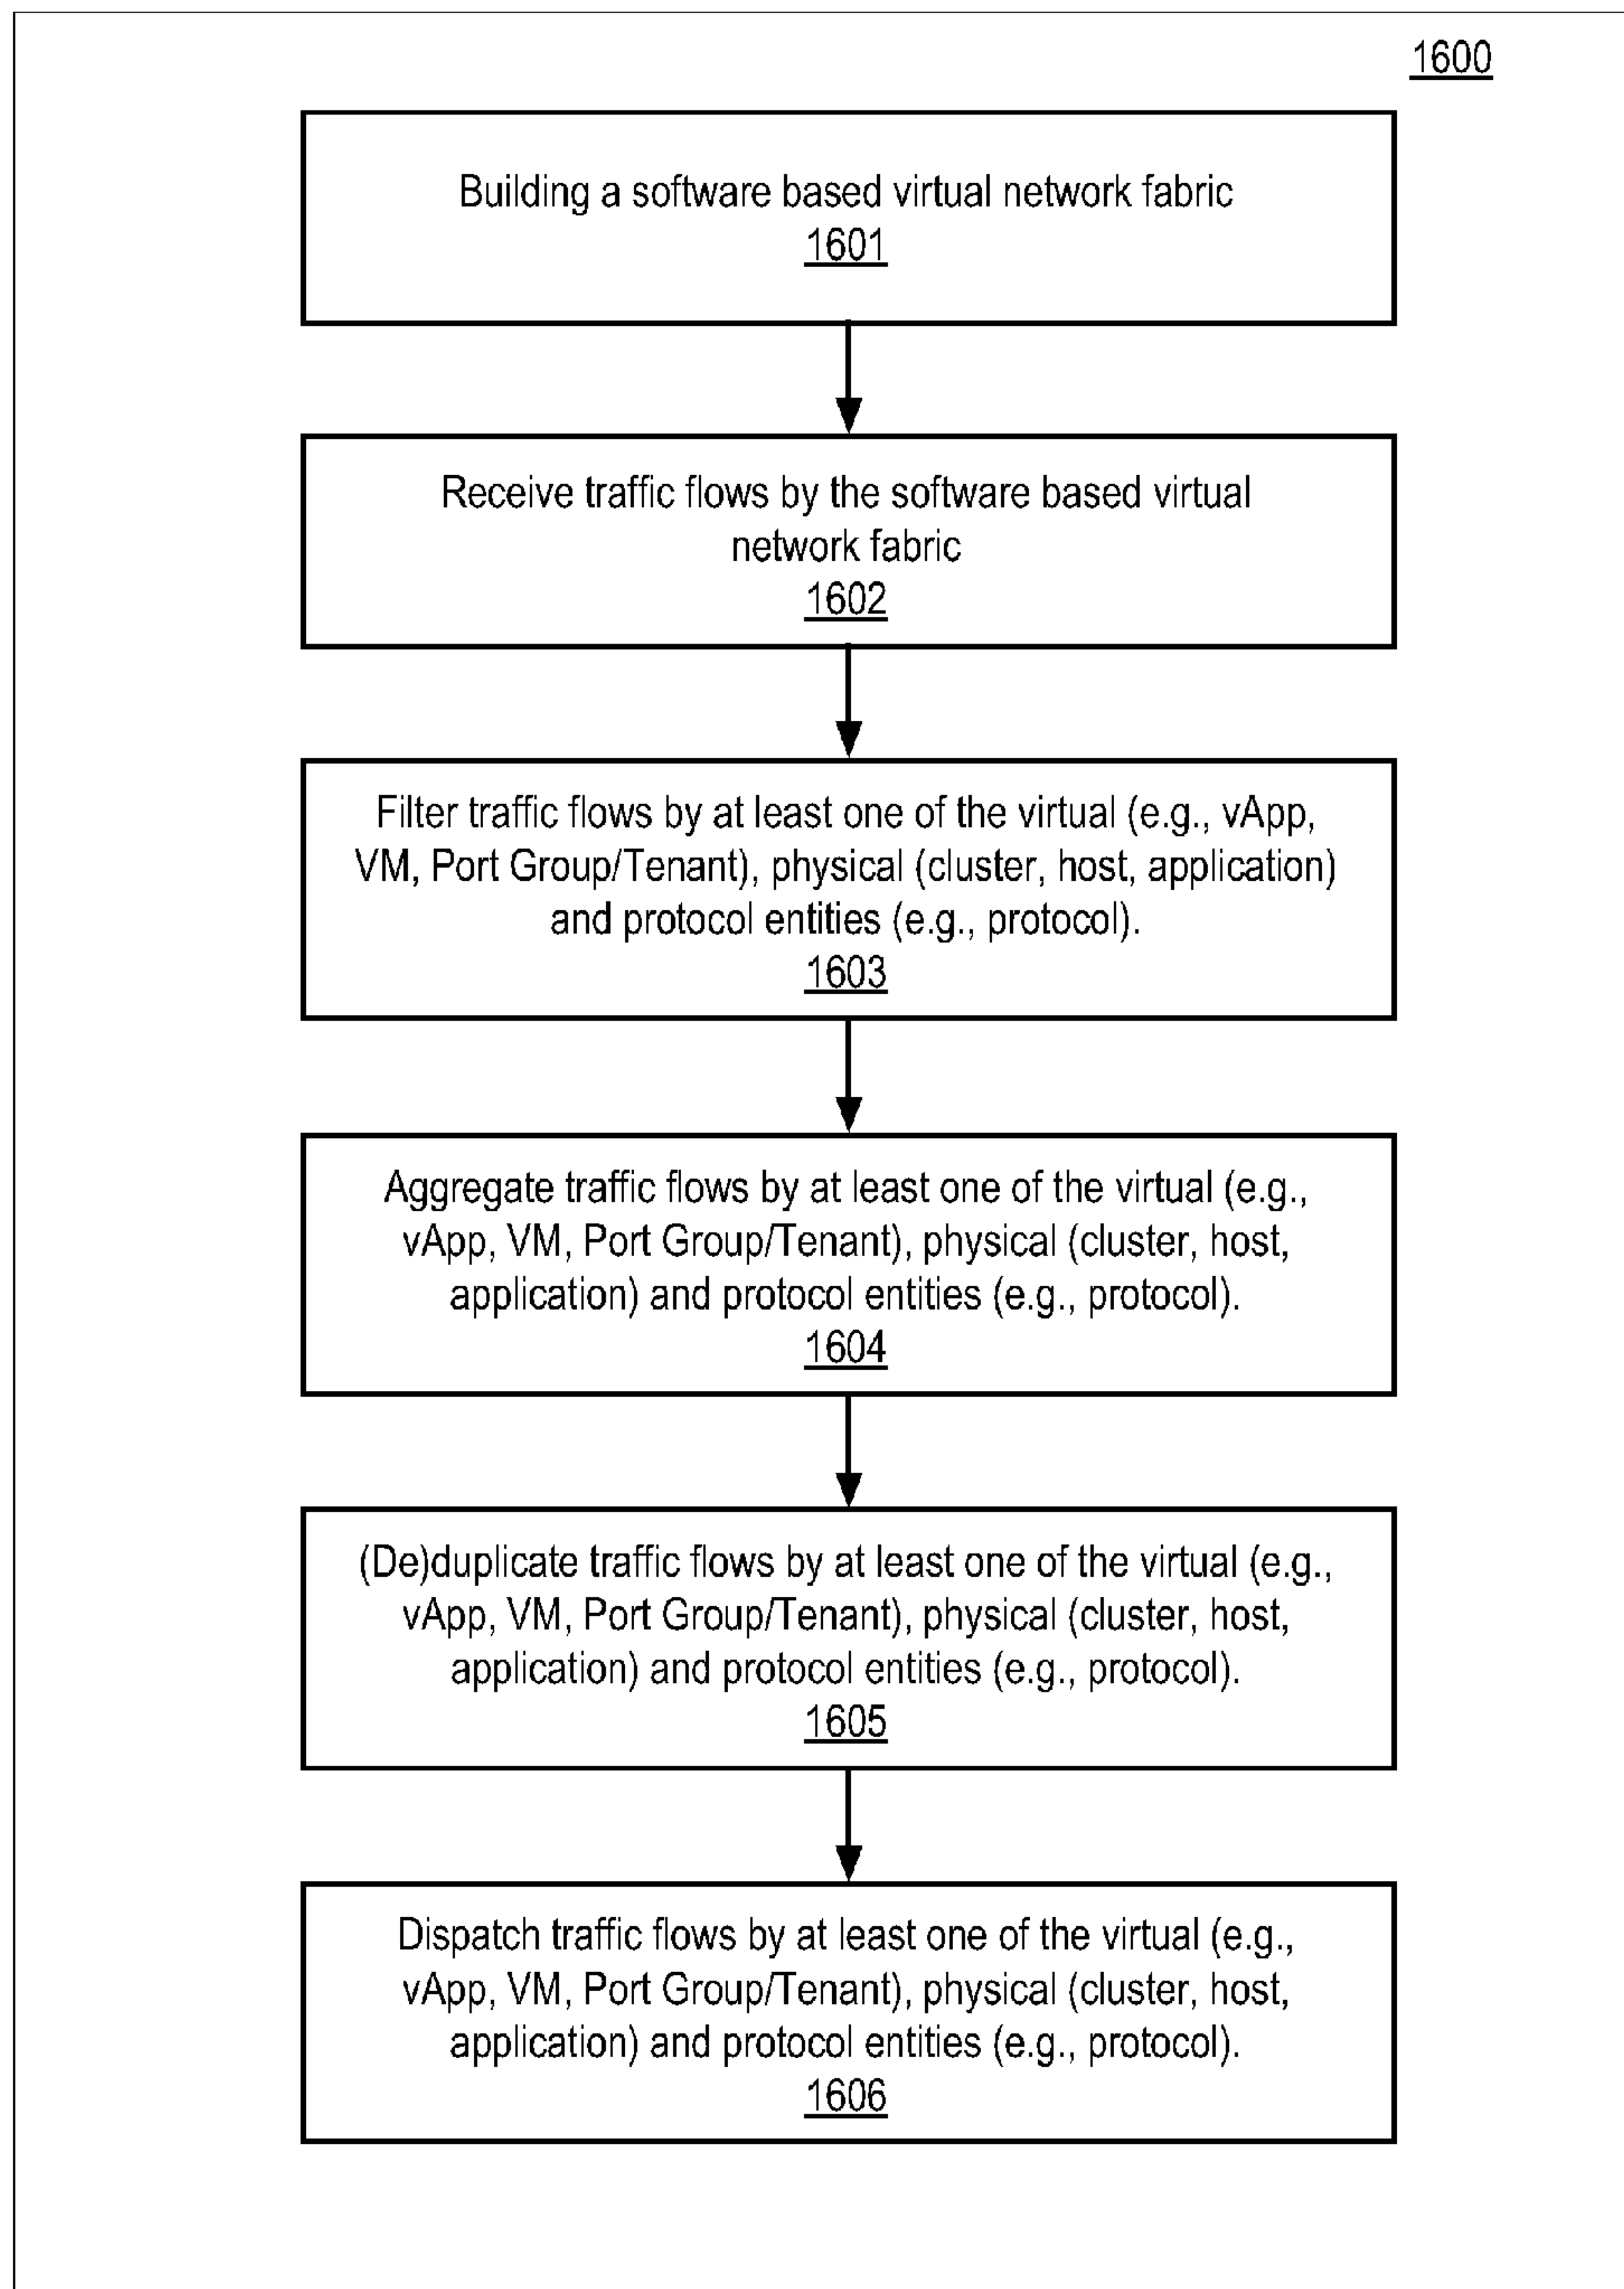 1600
Building a software based virtual network fabric
1601
Receive traffic flows by the software based virtual
network fabric
1602
Filter traffic flows by at least one of the virtual (e.g., vApp,
VM, Port Group/Tenant), physical (cluster, host, application)
and protocol entities (e.g., protocol).
1603
Aggregate traffic flows by at least one of the virtual (e.g.,
vApp, VM, Port Group/Tenant), physical (cluster, host,
application) and protocol entities (e.g., protocol).
1604
(De)duplicate traffic flows by at least one of the virtual (e.g.,
vApp, VM, Port Group/Tenant), physical (cluster, host,
application) and protocol entities (e.g., protocol).
1605
Dispatch traffic flows by at least one of the virtual (e.g.,
vApp, VM, Port Group/Tenant), physical (cluster, host,
application) and protocol entities (e.g., protocol).
1606